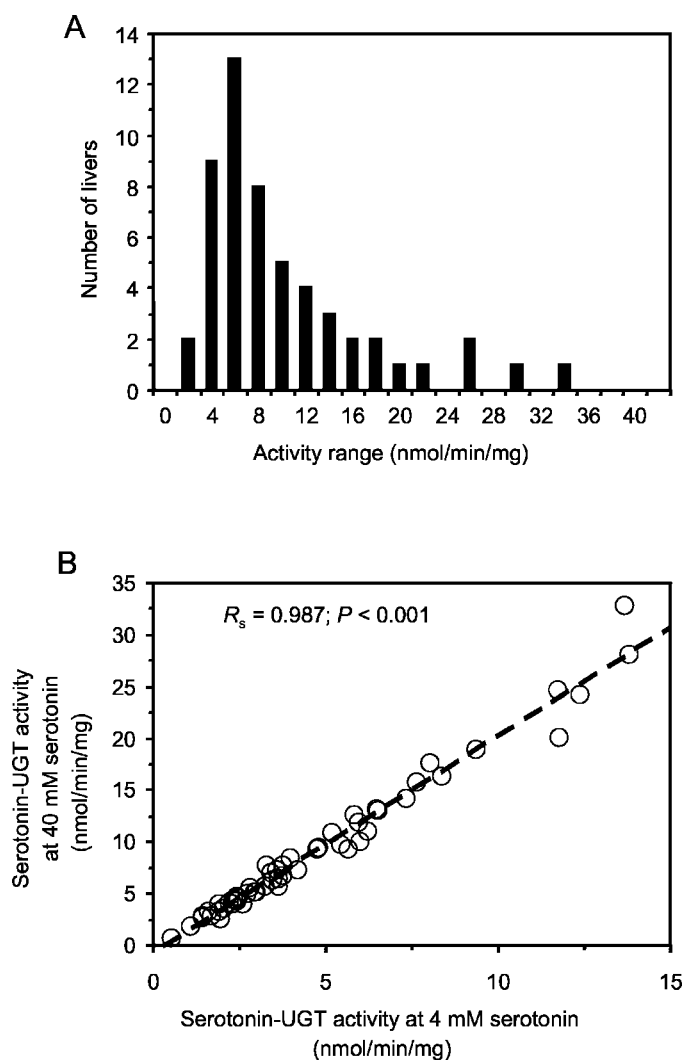 A
14
12
10
8
6
4
2
0
Number of livers
0 4 6 8 12 16 20 24 28 32 36 40
Activity range (nmol/min/mg)
B
35
30
25
20
15
10
5
0
Serotonin-UGT activity
at 40 mM serotonin
(nmol/min/mg)
Rs = 0.987; P < 0.001
0 5 10 15
Serotonin-UGT activity at 4 mM serotonin
(nmol/min/mg)